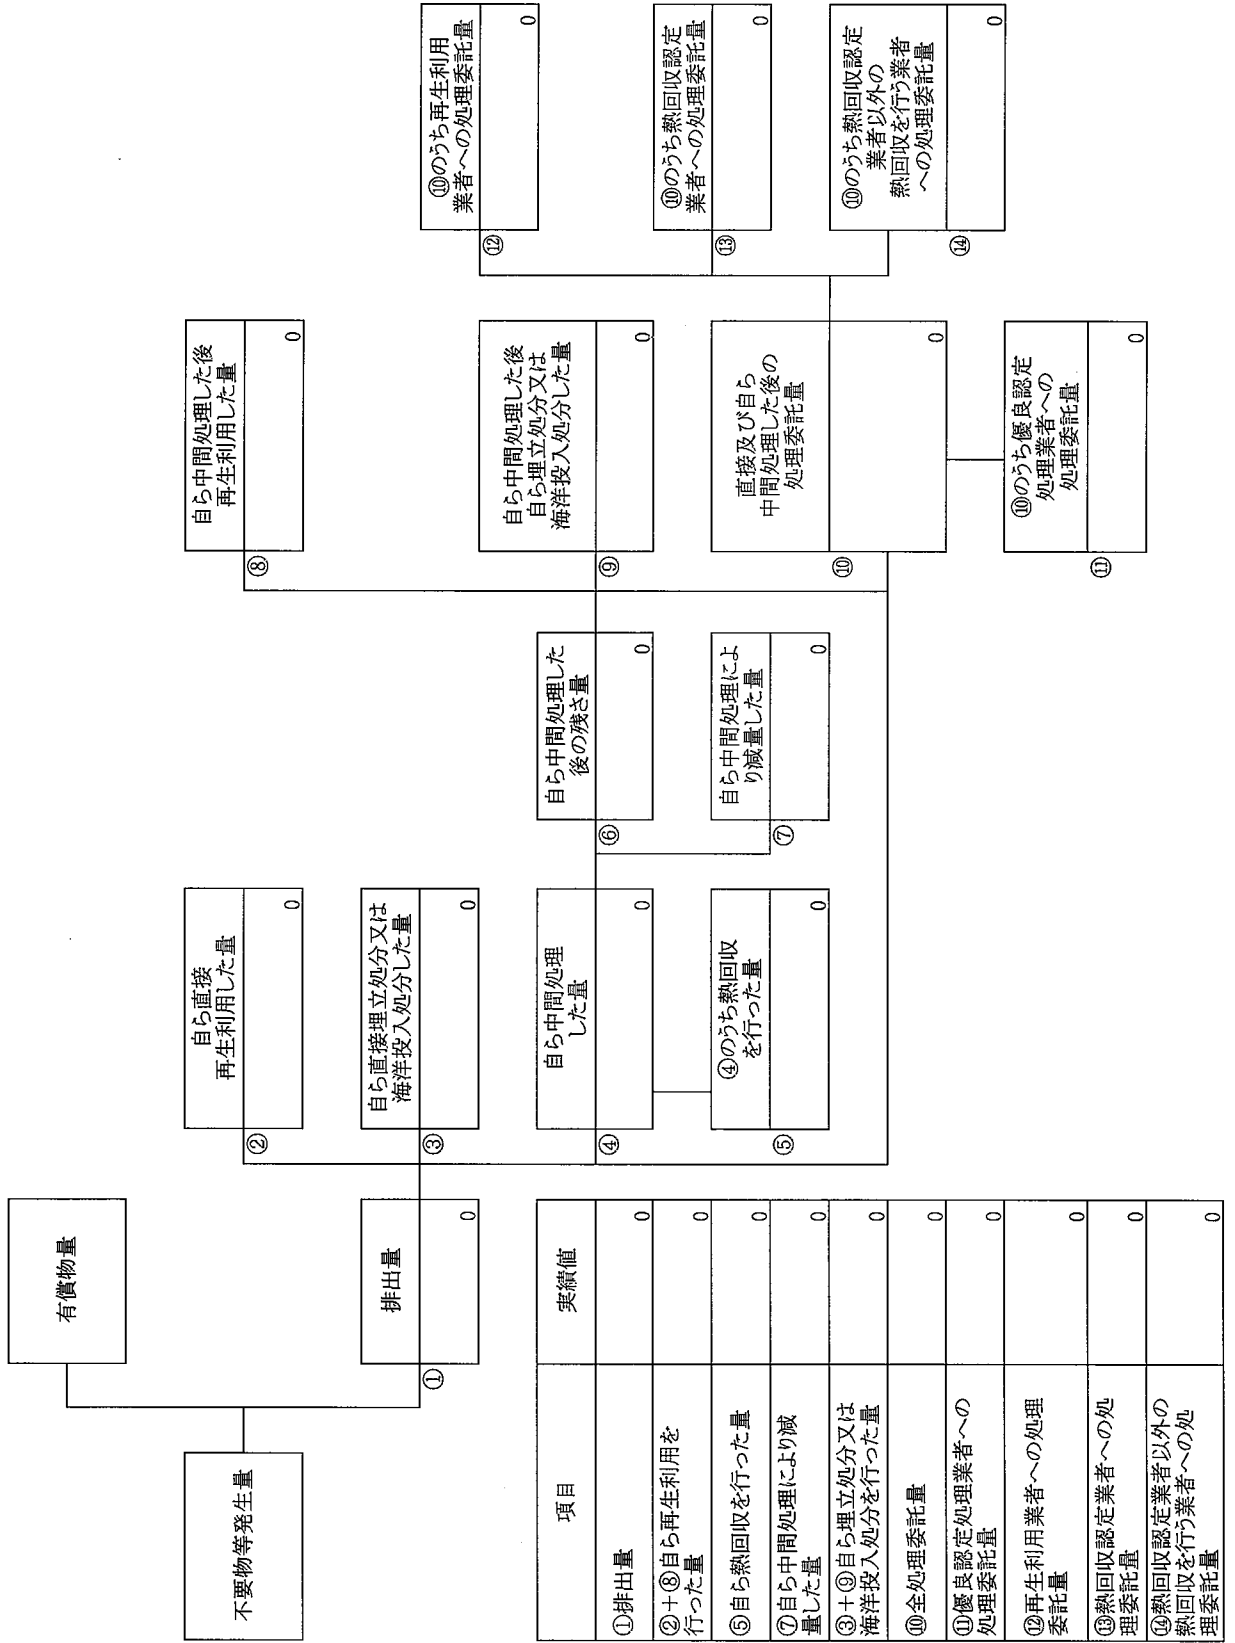 不要物等発生量
有償物量
排出量
①
0
自ら直接
再生利用した量
②
0
自ら直接埋立処分又は
海洋投入処分した量
③
0
自ら中間処理
した量
④
0
④のうち熱回収
を行った量
⑤
0
自ら中間処理した
後の残さ量
⑥
0
自ら中間処理によ
り減量した量
⑦
0
自ら中間処理した後
再生利用した量
⑧
0
自ら中間処理した後
自ら埋立処分又は
海洋投入処分した量
⑨
0
直接及び自ら
中間処理した後の
処理委託量
⑩
0
⑩のうち優良認定
処理業者への
処理委託量
⑪
0
⑩のうち再生利用
業者への処理委託量
⑫
0
⑩のうち熱回収認定
業者への処理委託量
⑬
0
⑩のうち熱回収認定
業者以外の
熱回収を行う業者
への処理委託量
⑭
0
項目 実績値
①排出量 0
②+⑧自ら再生利用を
行った量 0
⑤自ら熱回収を行った量 0
⑦自ら中間処理により減
量した量 0
③+⑨自ら埋立処分又は
海洋投入処分を行った量 0
⑩全処理委託量 0
⑪優良認定処理業者への
処理委託量 0
⑫再生利用業者への処理
委託量 0
⑬熱回収認定業者への処
理委託量 0
⑭熱回収認定業者以外の
熱回収を行う業者への処
理委託量 0